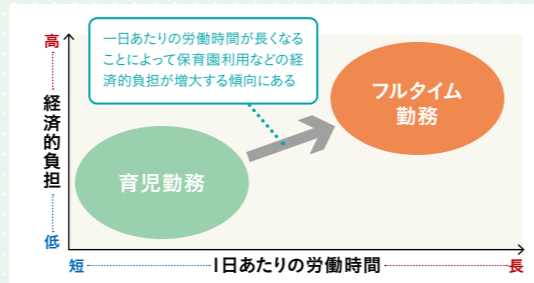 高
一日あたりの労働時間が長くなる
ことによって保育園利用などの経
済的負担が増大する傾向にある
フルタイム
勤務
経済的負担
育児勤務
低
短
1日あたりの労働時間
長